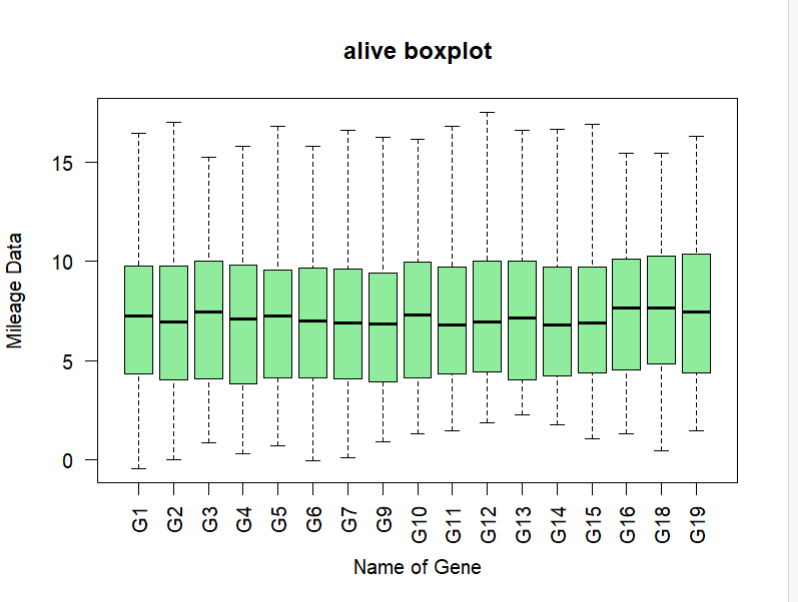 alive boxplot
Mileage Data
15
10
5
0
G1 G2 G3 G4 G5 G6 G7 G9 G10 G11 G12 G13 G14 G15 G16 G18 G19
Name of Gene